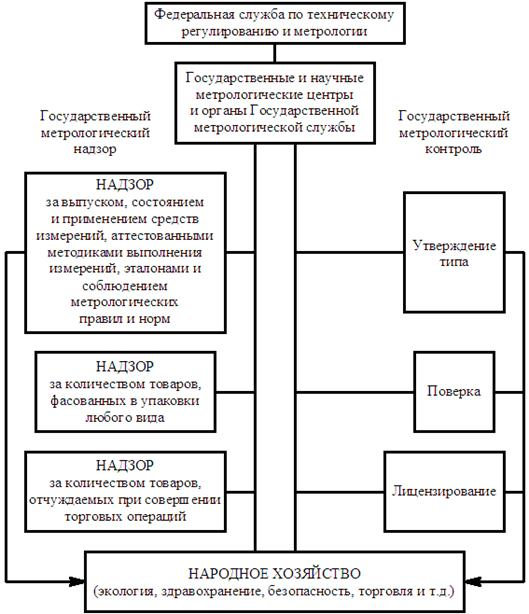 Федеральная служба по техническому
регулированию и метрологии
Государственные и научные
метрологические центры
и органы Государственной
метрологической службы
Государственный
метрологический
надзор
Государственный
метрологический
контроль
НАДЗОР
за выпуском, состоянием
и применением средств
измерений, аттестованными
методиками выполнения
измерений, эталонами и
соблюдением
метрологических
правил и норм
Утверждение
типа
НАДЗОР
за количеством товаров,
фасованных в упаковки
любого вида
Поверка
НАДЗОР
за количеством товаров,
отчуждаемых при совершении
торговых операций
Лицензирование
НАРОДНОЕ ХОЗЯЙСТВО
(экология, здравохранение, безопасность, торговля и т.д.)